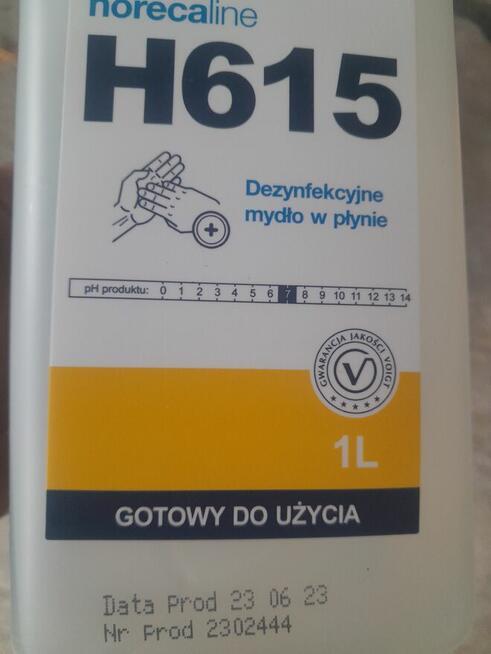 horecaline
H615
Dezynfekcyjne
mydło w płynie
pH produktu: 0 1 2 3 4 5 6 7 8 9 10 11 12 13 14
GWARANCJA JAKOŚCI VOIGT
1L
GOTOWY DO UŻYCIA
Data Prod 23 06 23
Nr Prod 2302444